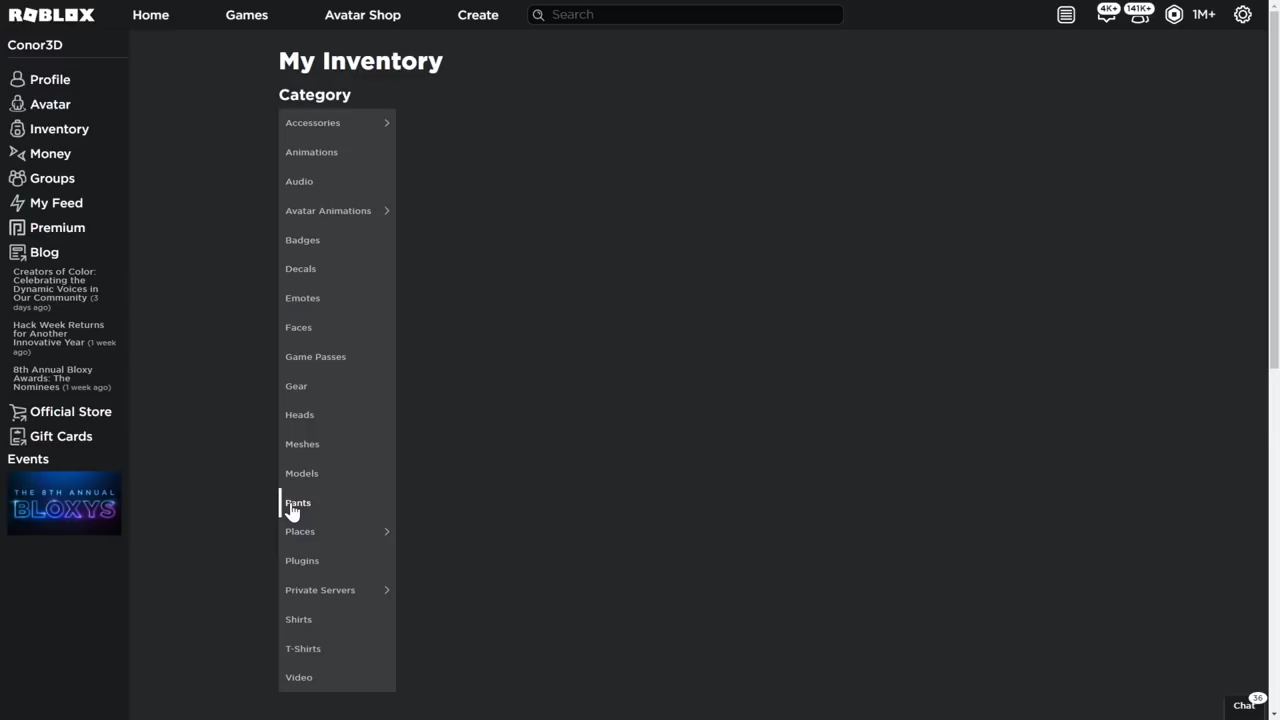 ROBLOX
Home
Games
Avatar Shop
Create
Search
4K+
141K+
1M+
Conor3D
Profile
Avatar
Inventory
Money
Groups
My Feed
Premium
Blog
Creators of Color:
Celebrating the
Dynamic Voices in
Our Community (3
days ago)
Hack Week Returns
for Another
Innovative Year (1 week
ago)
8th Annual Bloxy
Awards: The
Nominees (1 week ago)
Official Store
Gift Cards
Events
THE 8TH ANNUAL
BLOXYS
My Inventory
Category
Accessories
Animations
Audio
Avatar Animations
Badges
Decals
Emotes
Faces
Game Passes
Gear
Heads
Meshes
Models
Pants
Places
Plugins
Private Servers
Shirts
T-Shirts
Video
Chat
36